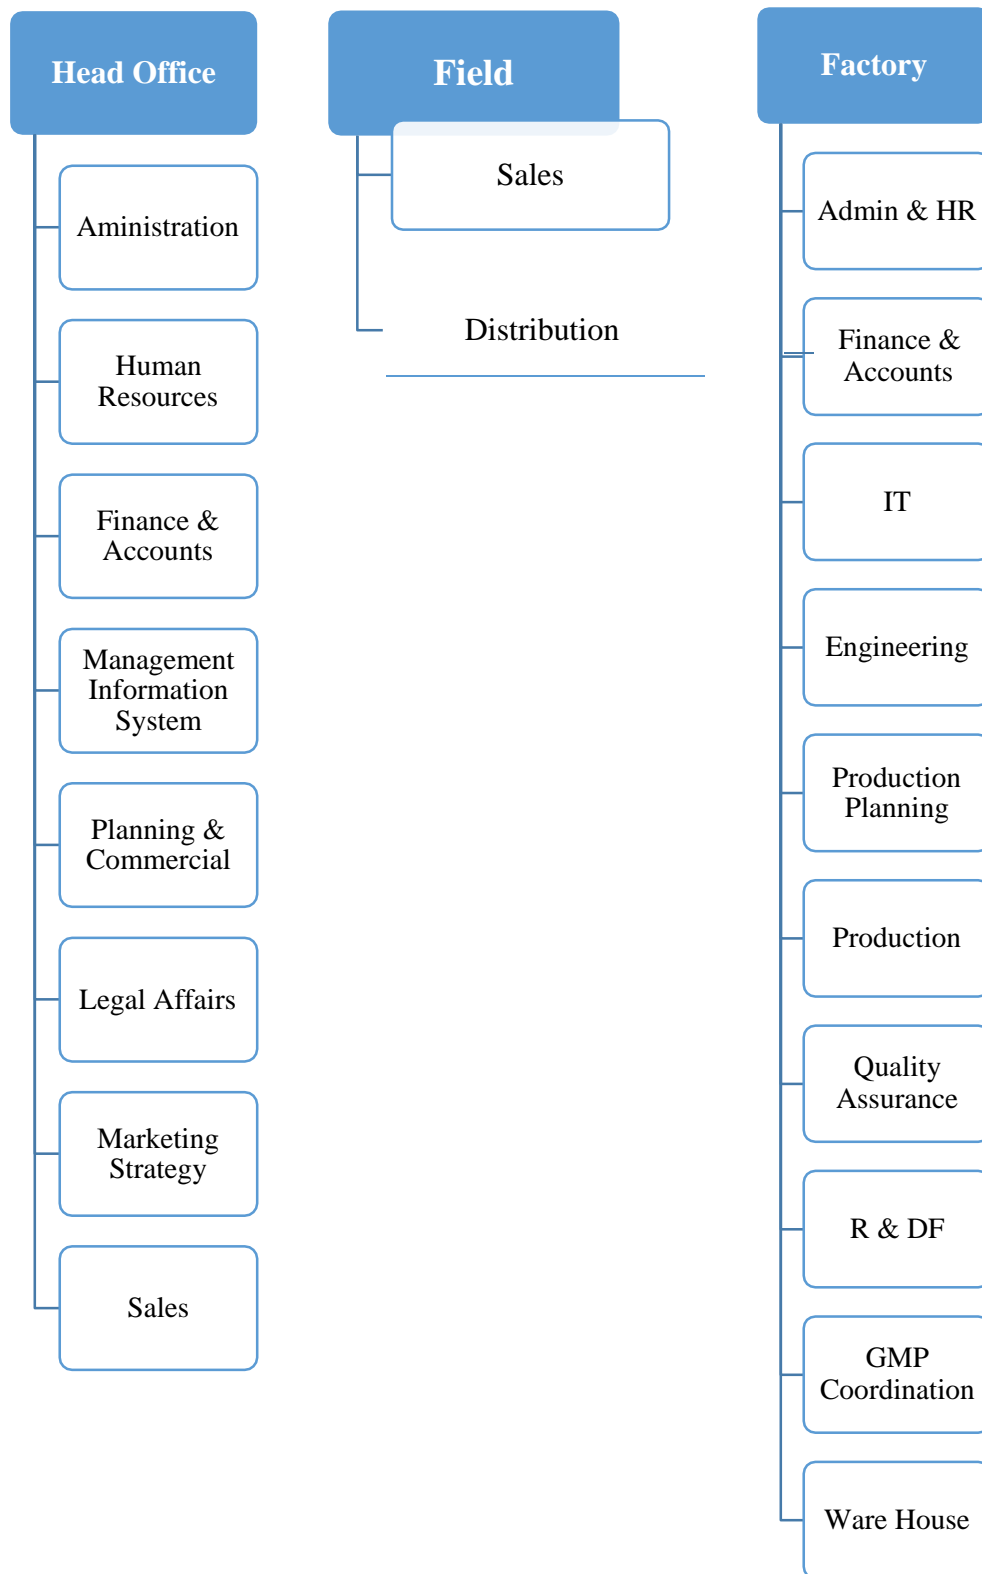 Head Office
Aministration
Human
Resources
Finance &
Accounts
Management
Information
System
Planning &
Commercial
Legal Affairs
Marketing
Strategy
Sales
Field
Sales
Distribution
Factory
Admin & HR
Finance &
Accounts
IT
Engineering
Production
Planning
Production
Quality
Assurance
R & DF
GMP
Coordination
Ware House